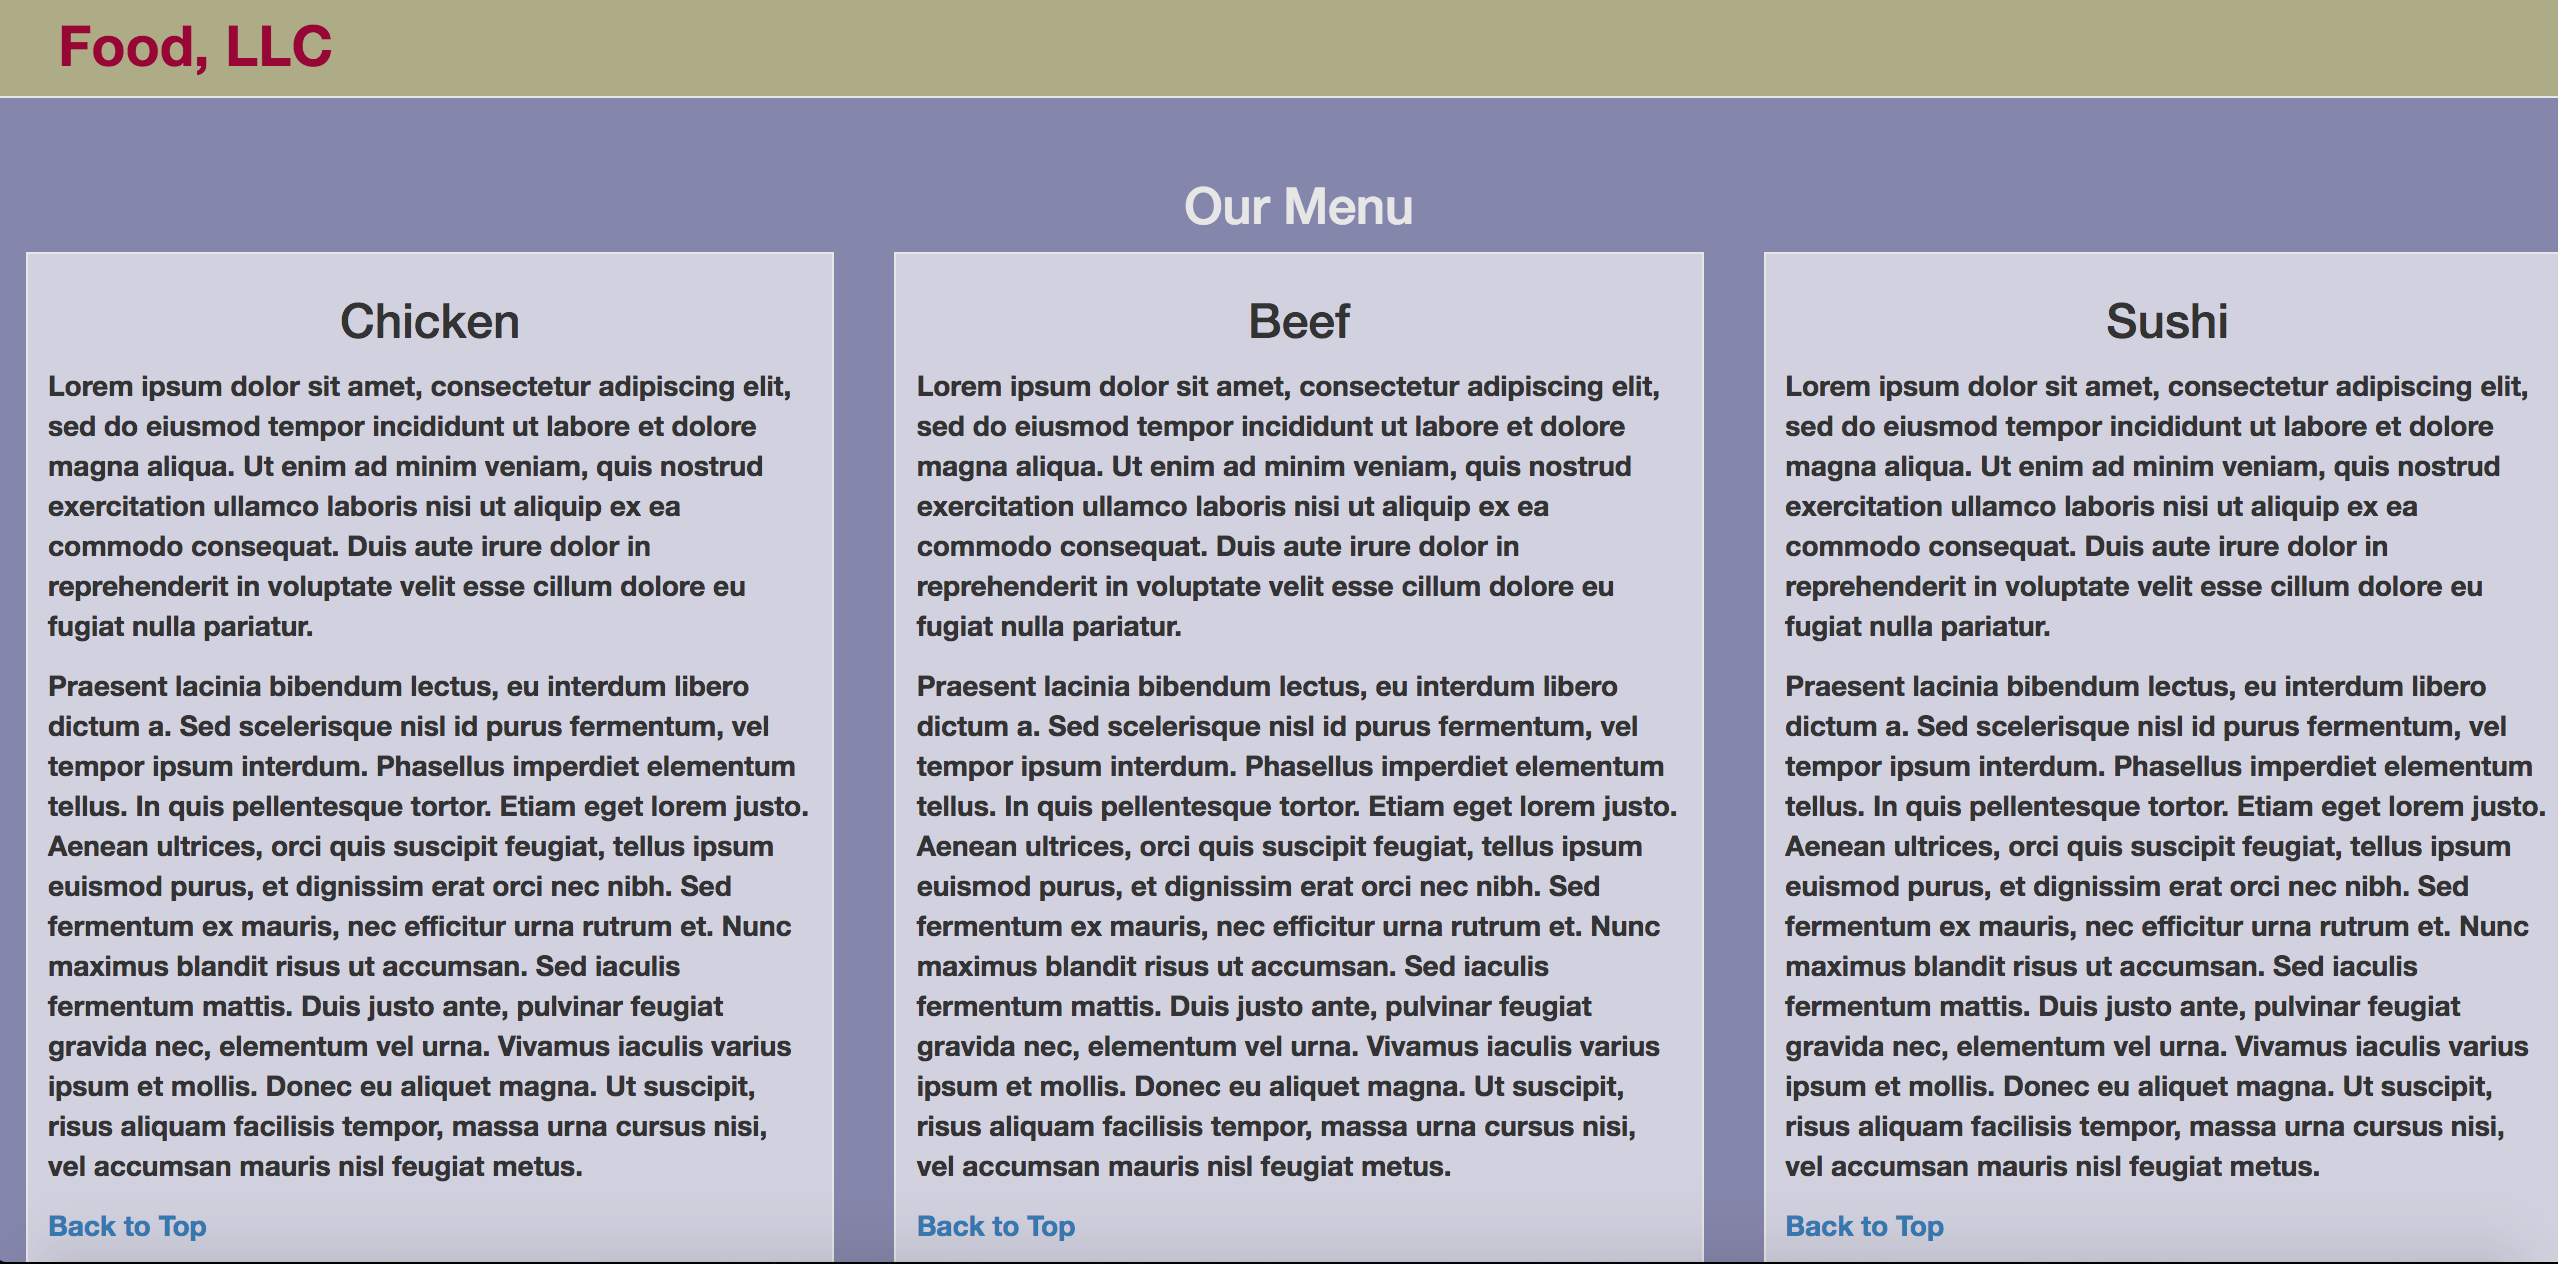 Food, LLC
Our Menu
Chicken
Lorem ipsum dolor sit amet, consectetur adipiscing elit,
sed do eiusmod tempor incididunt ut labore et dolore
magna aliqua. Ut enim ad minim veniam, quis nostrud
exercitation ullamco laboris nisi ut aliquip ex ea
commodo consequat. Duis aute irure dolor in
reprehenderit in voluptate velit esse cillum dolore eu
fugiat nulla pariatur.
Praesent lacinia bibendum lectus, eu interdum libero
dictum a. Sed scelerisque nisl id purus fermentum, vel
tempor ipsum interdum. Phasellus imperdiet elementum
tellus. In quis pellentesque tortor. Etiam eget lorem justo.
Aenean ultrices, orci quis suscipit feugiat, tellus ipsum
euismod purus, et dignissim erat orci nec nibh. Sed
fermentum ex mauris, nec efficitur urna rutrum et. Nunc
maximus blandit risus ut accumsan. Sed iaculis
fermentum mattis. Duis justo ante, pulvinar feugiat
gravida nec, elementum vel urna. Vivamus iaculis varius
ipsum et mollis. Donec eu aliquet magna. Ut suscipit,
risus aliquam facilisis tempor, massa urna cursus nisi,
vel accumsan mauris nisl feugiat metus.
Back to Top
Beef
Lorem ipsum dolor sit amet, consectetur adipiscing elit,
sed do eiusmod tempor incididunt ut labore et dolore
magna aliqua. Ut enim ad minim veniam, quis nostrud
exercitation ullamco laboris nisi ut aliquip ex ea
commodo consequat. Duis aute irure dolor in
reprehenderit in voluptate velit esse cillum dolore eu
fugiat nulla pariatur.
Praesent lacinia bibendum lectus, eu interdum libero
dictum a. Sed scelerisque nisl id purus fermentum, vel
tempor ipsum interdum. Phasellus imperdiet elementum
tellus. In quis pellentesque tortor. Etiam eget lorem justo.
Aenean ultrices, orci quis suscipit feugiat, tellus ipsum
euismod purus, et dignissim erat orci nec nibh. Sed
fermentum ex mauris, nec efficitur urna rutrum et. Nunc
maximus blandit risus ut accumsan. Sed iaculis
fermentum mattis. Duis justo ante, pulvinar feugiat
gravida nec, elementum vel urna. Vivamus iaculis varius
ipsum et mollis. Donec eu aliquet magna. Ut suscipit,
risus aliquam facilisis tempor, massa urna cursus nisi,
vel accumsan mauris nisl feugiat metus.
Back to Top
Sushi
Lorem ipsum dolor sit amet, consectetur adipiscing elit,
sed do eiusmod tempor incididunt ut labore et dolore
magna aliqua. Ut enim ad minim veniam, quis nostrud
exercitation ullamco laboris nisi ut aliquip ex ea
commodo consequat. Duis aute irure dolor in
reprehenderit in voluptate velit esse cillum dolore eu
fugiat nulla pariatur.
Praesent lacinia bibendum lectus, eu interdum libero
dictum a. Sed scelerisque nisl id purus fermentum, vel
tempor ipsum interdum. Phasellus imperdiet elementum
tellus. In quis pellentesque tortor. Etiam eget lorem justo.
Aenean ultrices, orci quis suscipit feugiat, tellus ipsum
euismod purus, et dignissim erat orci nec nibh. Sed
fermentum ex mauris, nec efficitur urna rutrum et. Nunc
maximus blandit risus ut accumsan. Sed iaculis
fermentum mattis. Duis justo ante, pulvinar feugiat
gravida nec, elementum vel urna. Vivamus iaculis varius
ipsum et mollis. Donec eu aliquet magna. Ut suscipit,
risus aliquam facilisis tempor, massa urna cursus nisi,
vel accumsan mauris nisl feugiat metus.
Back to Top